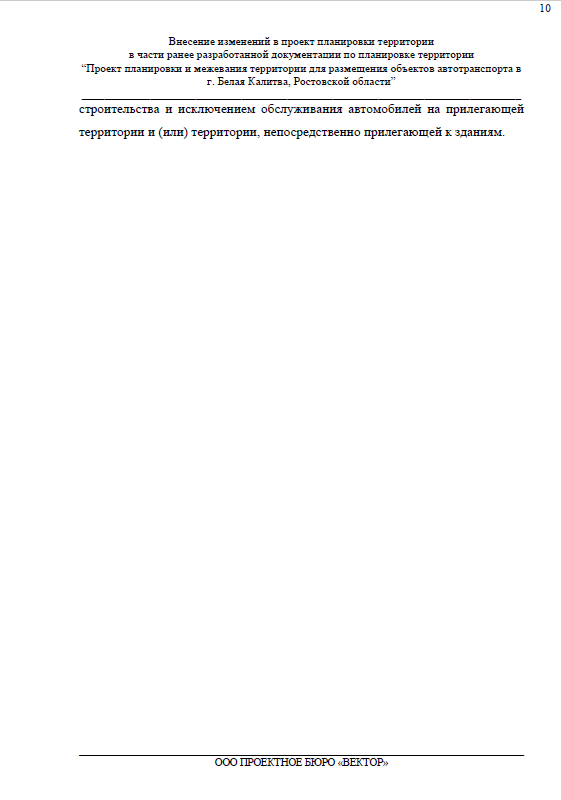 10
Внесение изменений в проект планировки территории
в части ранее разработанной документации по планировке территории
“Проект планировки и межевания территории для размещения объектов автотранспорта в
г. Белая Калитва, Ростовской области”
строительства и исключением обслуживания автомобилей на прилегающей
территории и (или) территории, непосредственно прилегающей к зданиям.
ООО ПРОЕКТНОЕ БЮРО «ВЕКТОР»